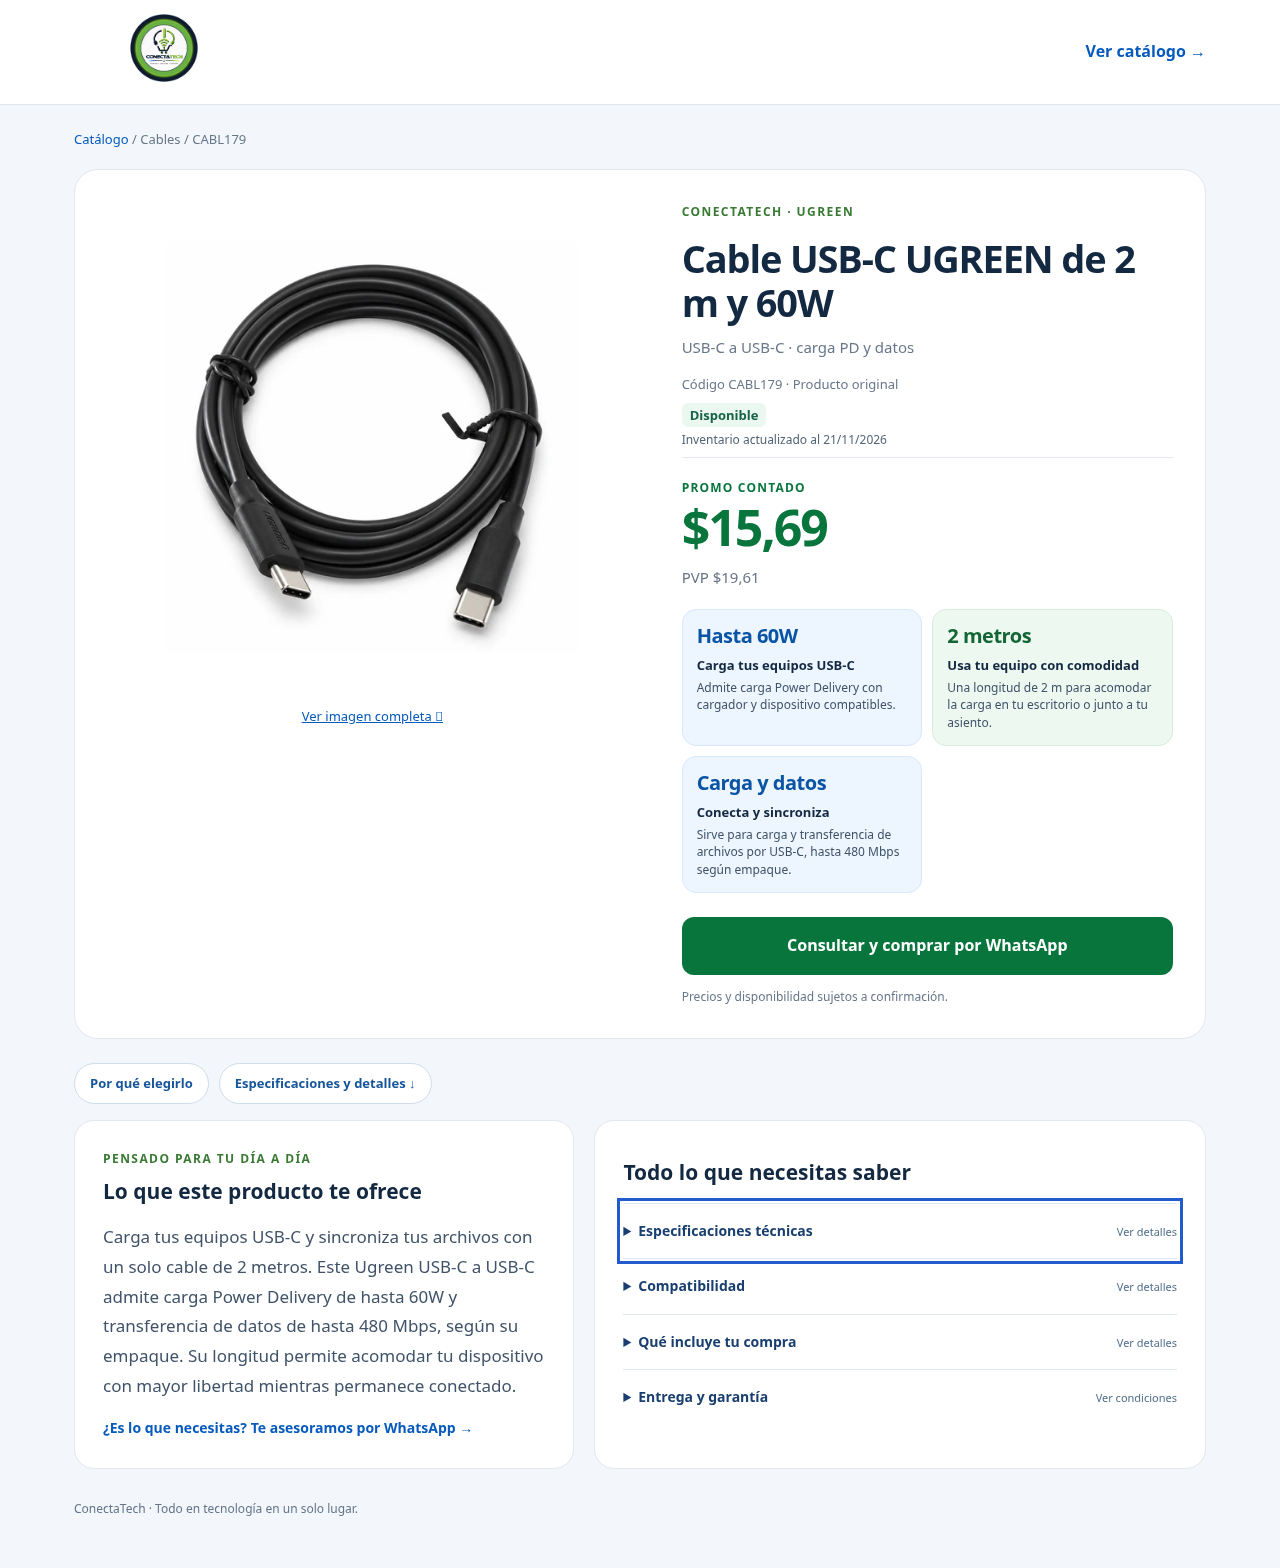 CONECTATECH
Ver catálogo →
Catálogo / Cables / CABL179
CONECTATECH · UGREEN
Cable USB-C UGREEN de 2
m y 60W
USB-C a USB-C · carga PD y datos
Código CABL179 · Producto original
Disponible
Inventario actualizado al 21/11/2026
PROMO CONTADO
$15,69
PVP $19,61
Hasta 60W
Carga tus equipos USB-C
Admite carga Power Delivery con
cargador y dispositivo compatibles.
2 metros
Usa tu equipo con comodidad
Una longitud de 2 m para acomodar
la carga en tu escritorio o junto a tu
asiento.
Carga y datos
Conecta y sincroniza
Sirve para carga y transferencia de
archivos por USB-C, hasta 480 Mbps
según empaque.
Ver imagen completa
Consultar y comprar por WhatsApp
Precios y disponibilidad sujetos a confirmación.
Por qué elegirlo
Especificaciones y detalles ↓
PENSADO PARA TU DÍA A DÍA
Lo que este producto te ofrece
Carga tus equipos USB-C y sincroniza tus archivos con
un solo cable de 2 metros. Este Ugreen USB-C a USB-C
admite carga Power Delivery de hasta 60W y
transferencia de datos de hasta 480 Mbps, según su
empaque. Su longitud permite acomodar tu dispositivo
con mayor libertad mientras permanece conectado.
¿Es lo que necesitas? Te asesoramos por WhatsApp →
Todo lo que necesitas saber
▶ Especificaciones técnicas Ver detalles
▶ Compatibilidad Ver detalles
▶ Qué incluye tu compra Ver detalles
▶ Entrega y garantía Ver condiciones
ConectaTech · Todo en tecnología en un solo lugar.